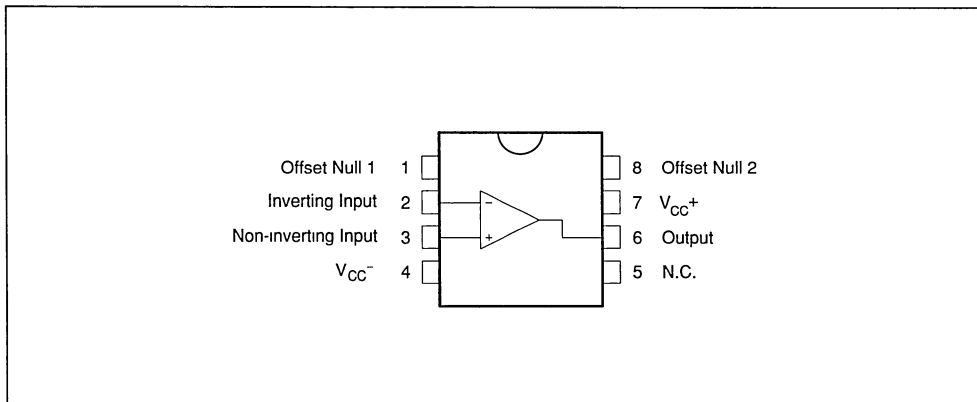 Offset Null 1 1 8 Offset Null 2
Inverting Input 2 − 7 VCC+
Non-inverting Input 3 + 6 Output
VCC− 4 5 N.C.